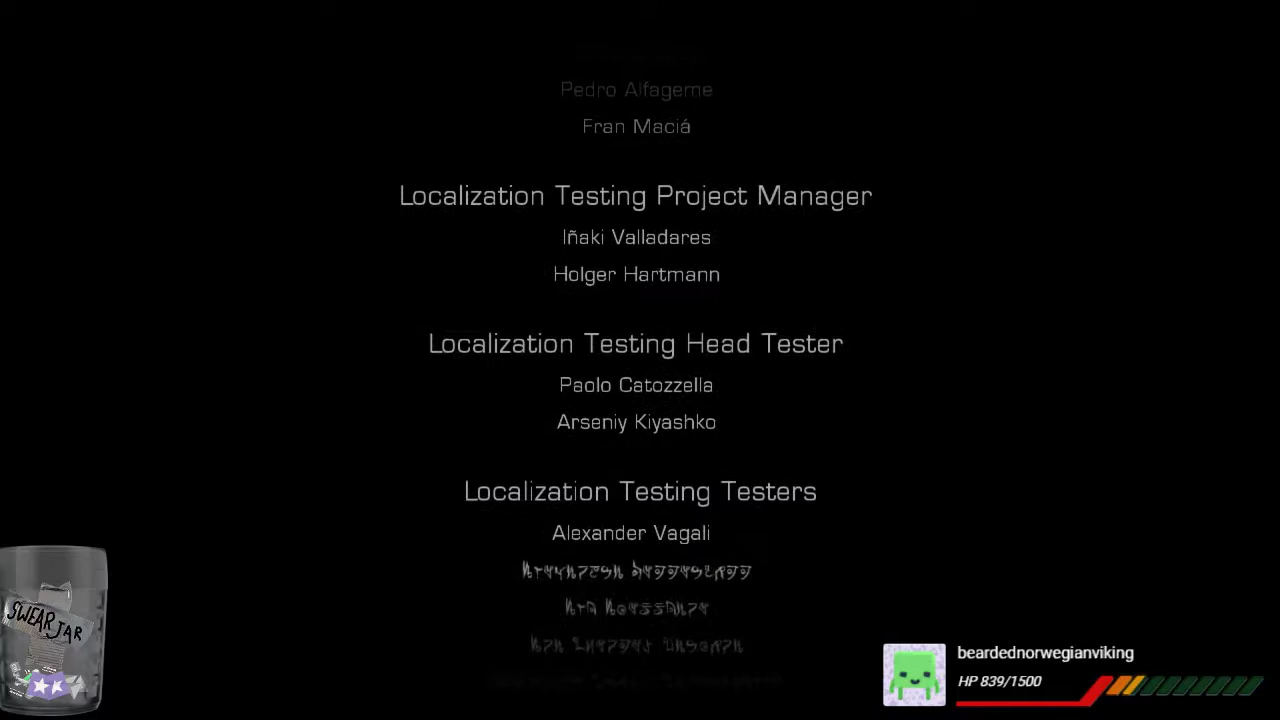 Pedro Alfageme
Fran Maciá
Localization Testing Project Manager
Iñaki Valladares
Holger Hartmann
Localization Testing Head Tester
Paolo Catozzella
Arseniy Kiyashko
Localization Testing Testers
Alexander Vagali
SWEAR JAR
beardednorwegianviking
HP 839/1500